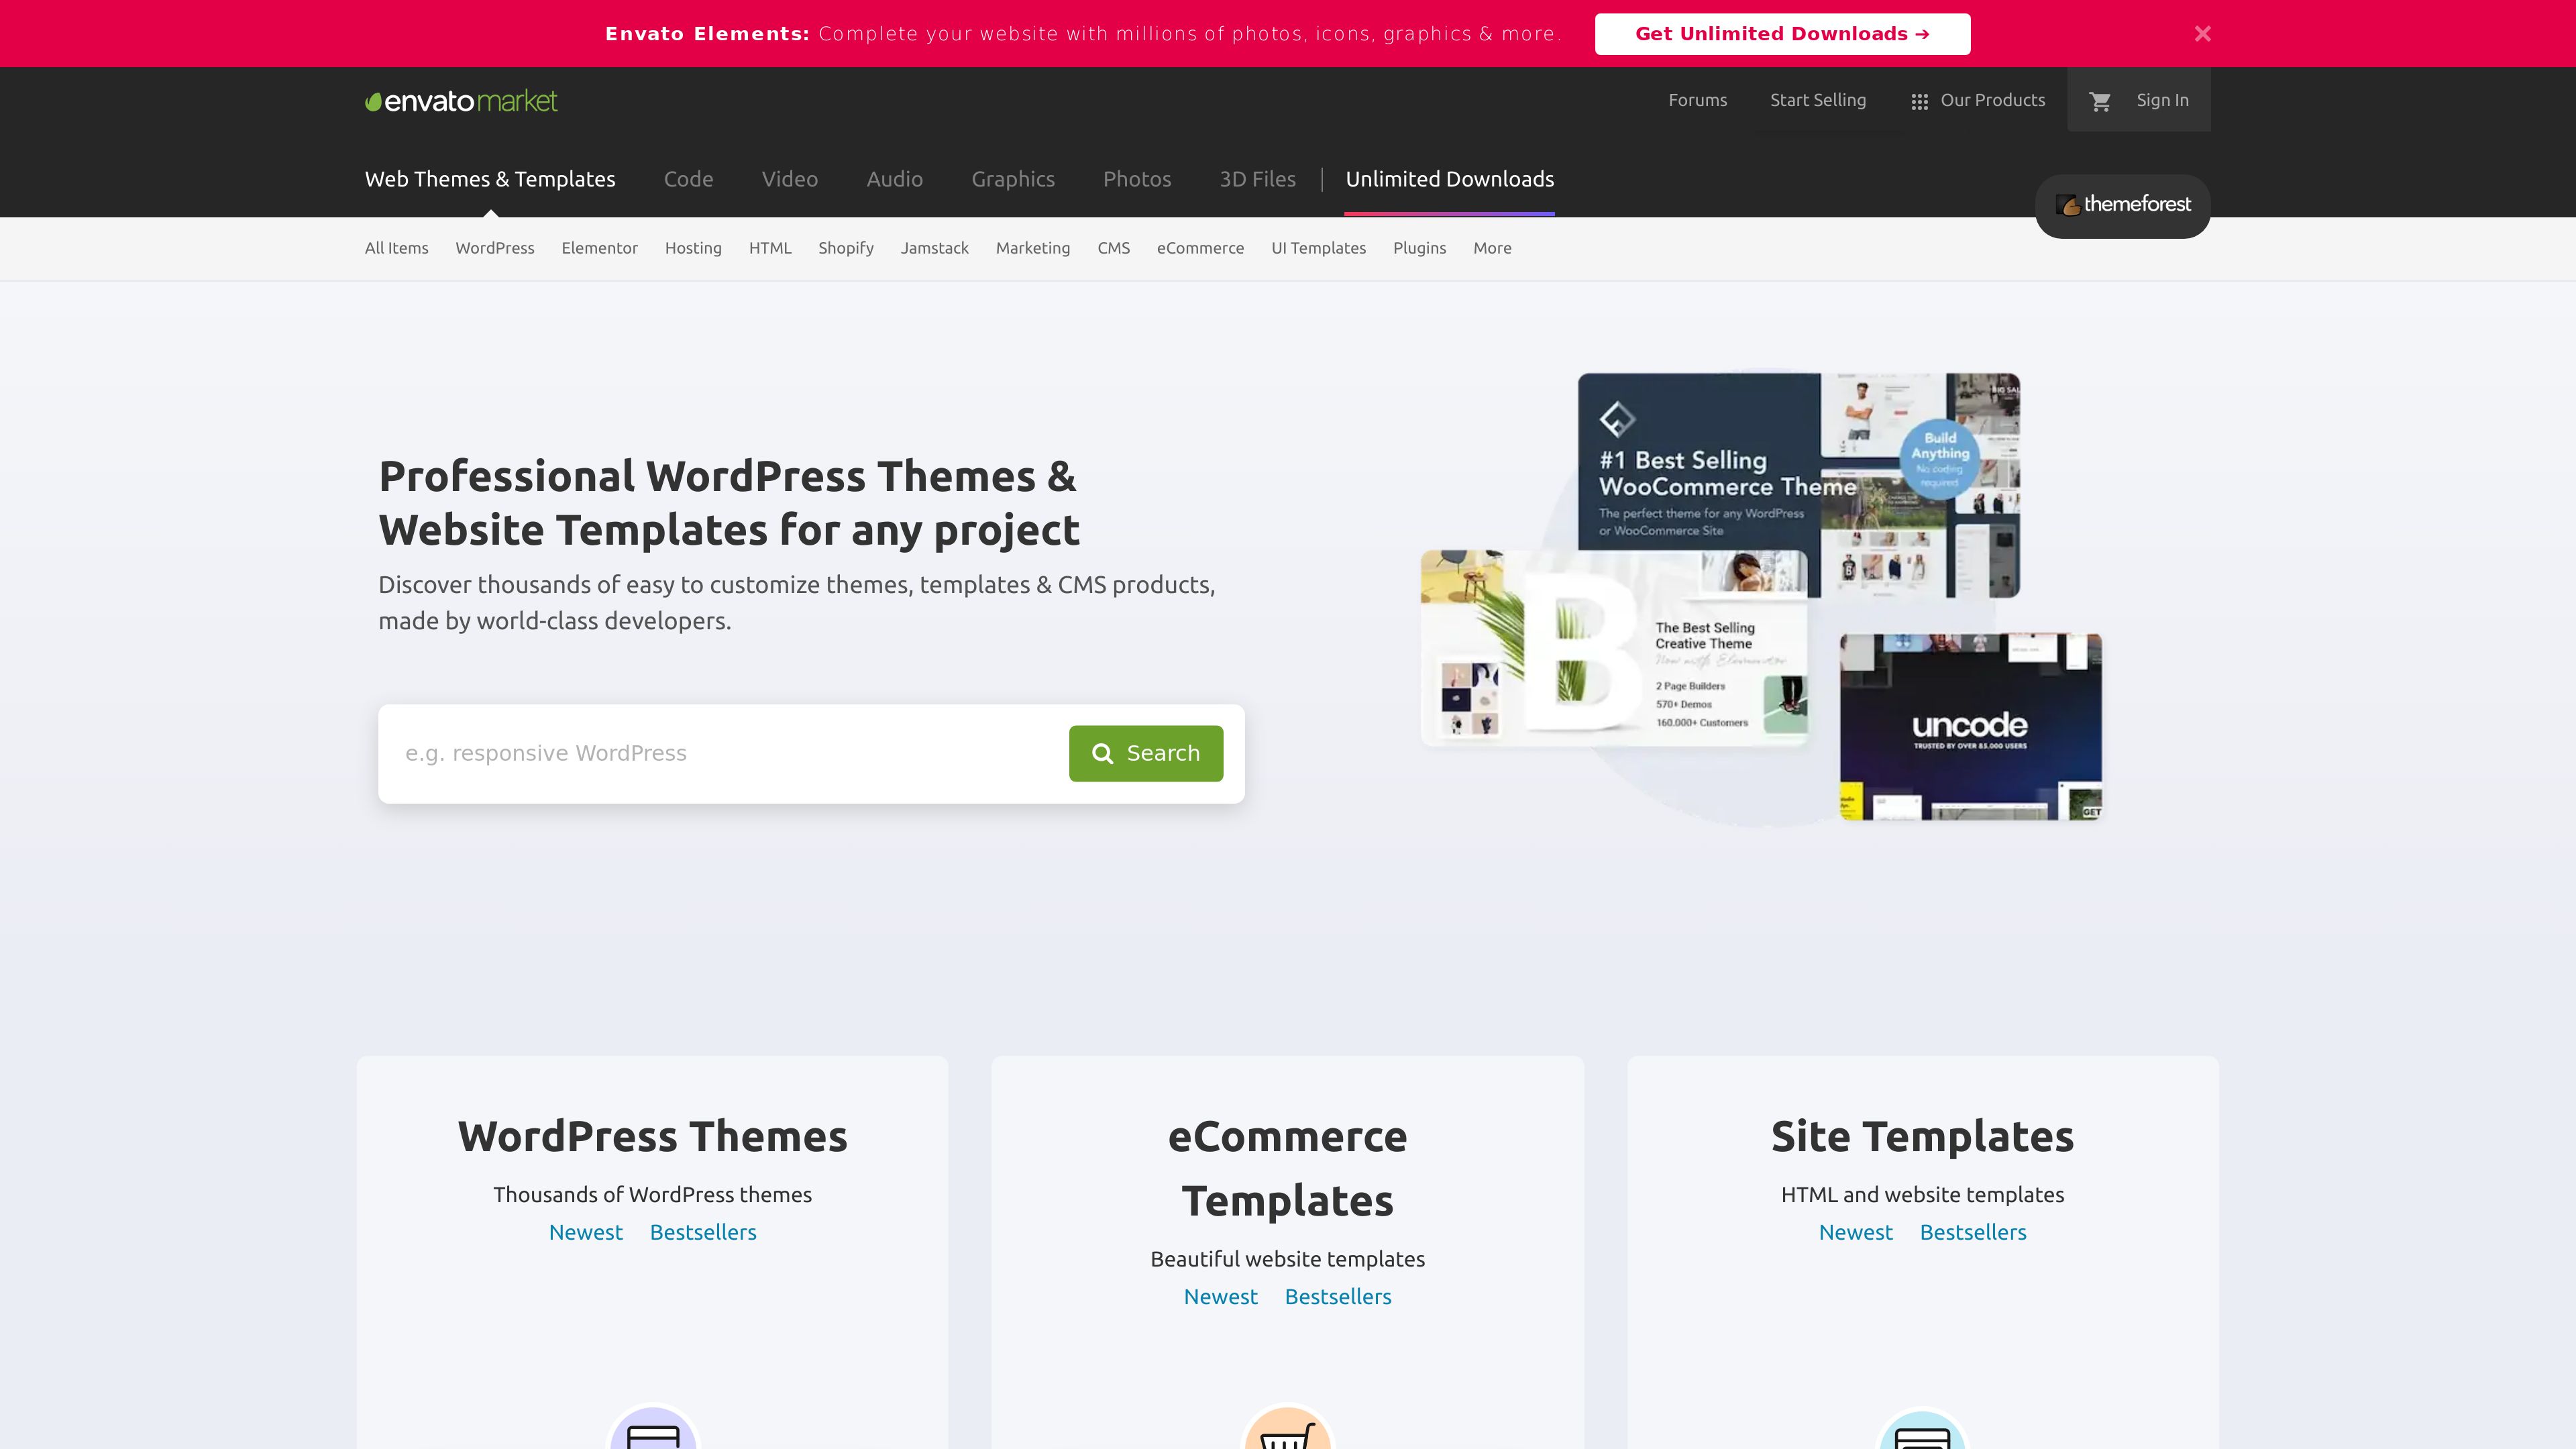 Envato Elements: Complete your website with millions of photos, icons, graphics & more.
Get Unlimited Downloads ➔
envato market
Forums
Start Selling
Our Products
Sign In
Web Themes & Templates
Code
Video
Audio
Graphics
Photos
3D Files
Unlimited Downloads
themeforest
All Items
WordPress
Elementor
Hosting
HTML
Shopify
Jamstack
Marketing
CMS
eCommerce
UI Templates
Plugins
More
Professional WordPress Themes &
Website Templates for any project
Discover thousands of easy to customize themes, templates & CMS products,
made by world-class developers.
e.g. responsive WordPress
Search
#1 Best Selling
WooCommerce Theme
The perfect theme for any WordPress
or WooCommerce Site
Build
Anything
No coding
required
B
The Best Selling
Creative Theme
Now with Elementor
2 Page Builders
570+ Demos
160.000+ Customers
uncode
TRUSTED BY OVER 85.000 USERS
GET
WordPress Themes
Thousands of WordPress themes
Newest
Bestsellers
eCommerce
Templates
Beautiful website templates
Newest
Bestsellers
Site Templates
HTML and website templates
Newest
Bestsellers